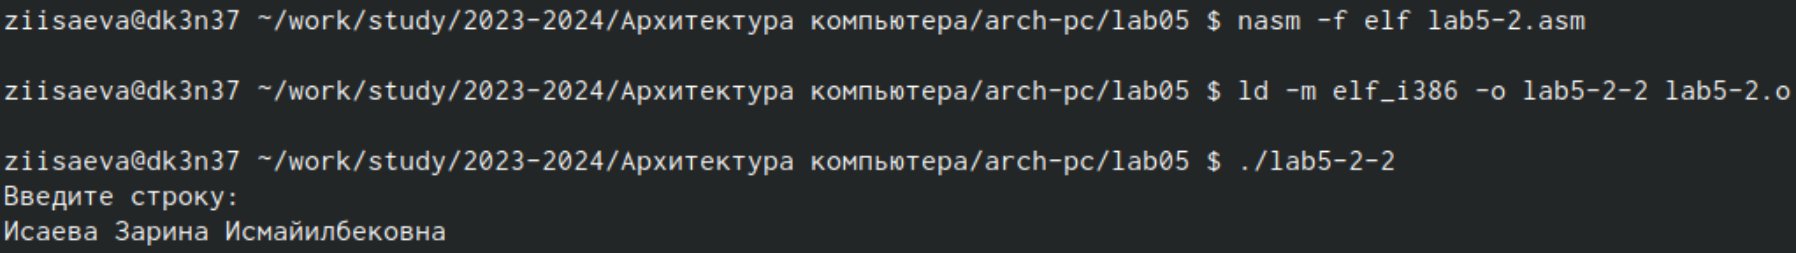 ziisaeva@dk3n37 ~/work/study/2023-2024/Архитектура компьютера/arch-pc/lab05 $ nasm -f elf lab5-2.asm
ziisaeva@dk3n37 ~/work/study/2023-2024/Архитектура компьютера/arch-pc/lab05 $ ld -m elf_i386 -o lab5-2-2 lab5-2.o
ziisaeva@dk3n37 ~/work/study/2023-2024/Архитектура компьютера/arch-pc/lab05 $ ./lab5-2-2
Введите строку:
Исаева Зарина Исмайилбековна